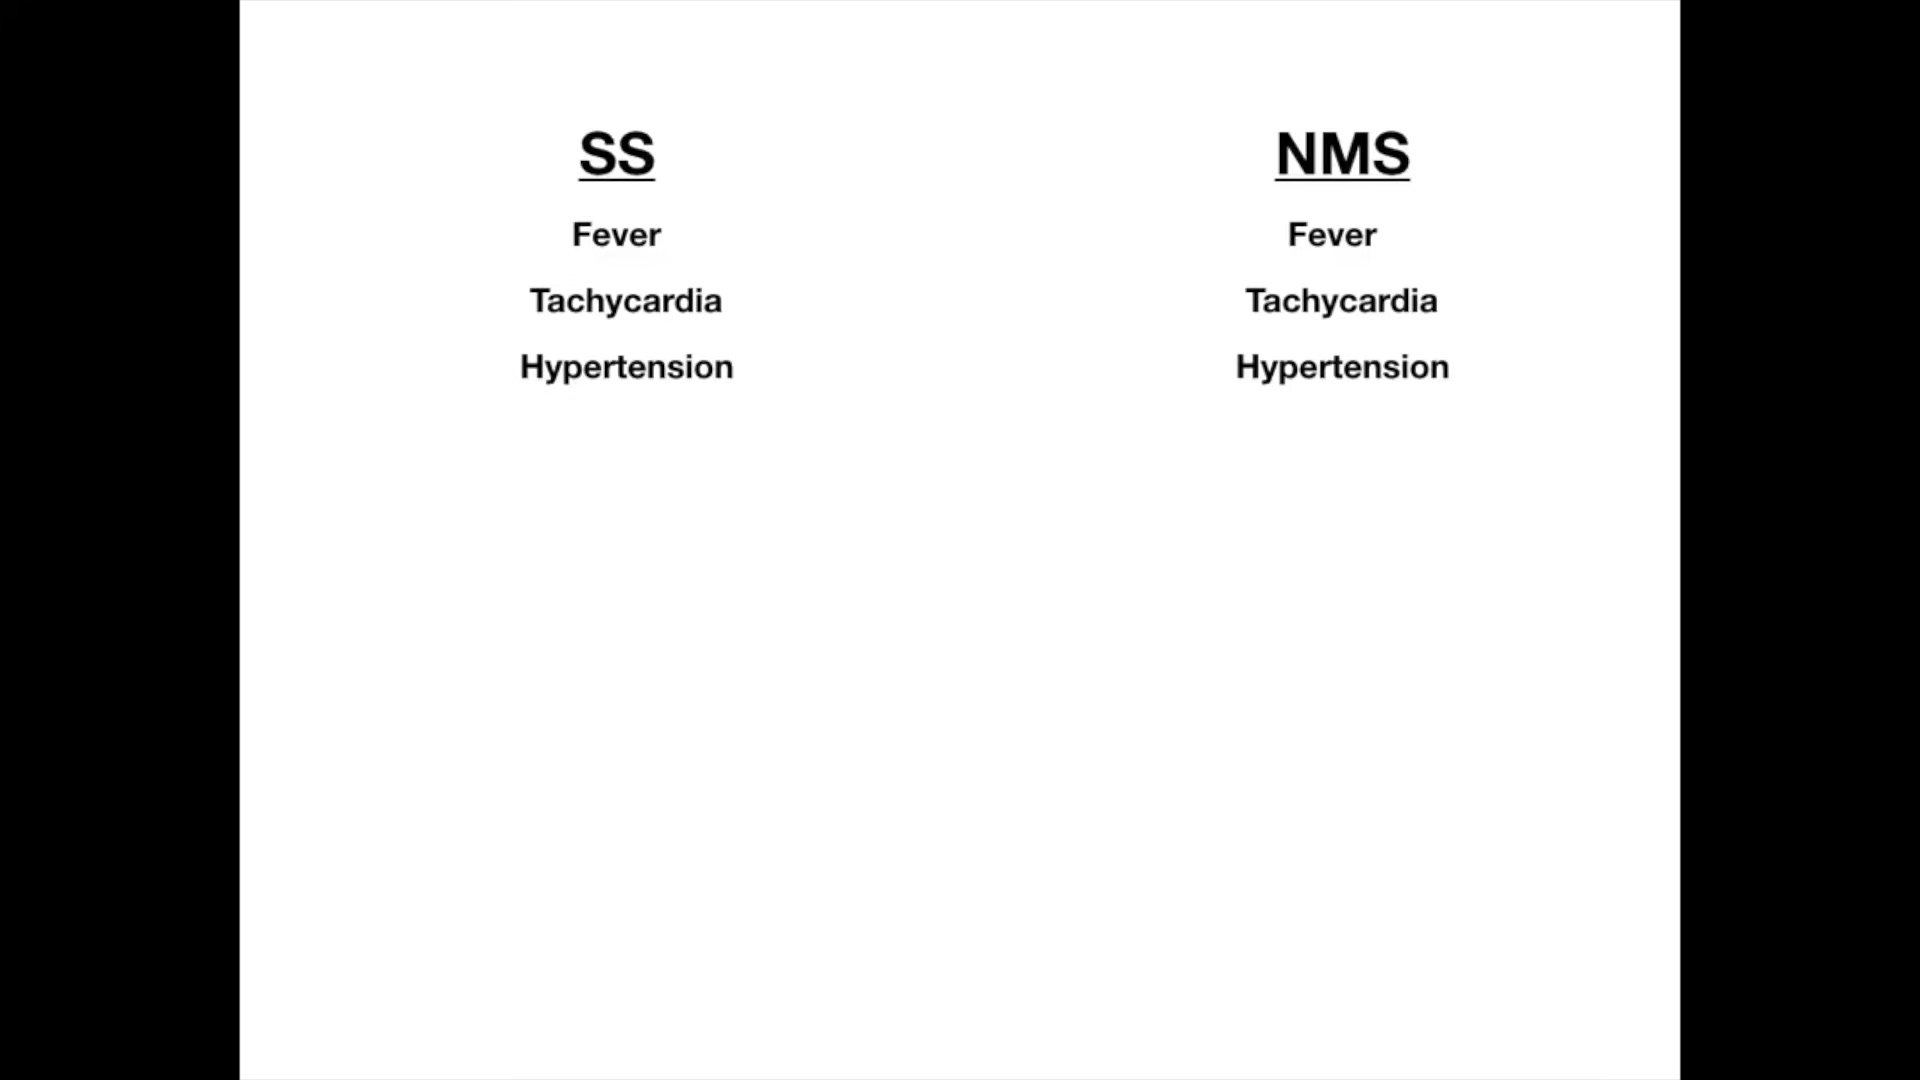 SS
Fever
Tachycardia
Hypertension
NMS
Fever
Tachycardia
Hypertension